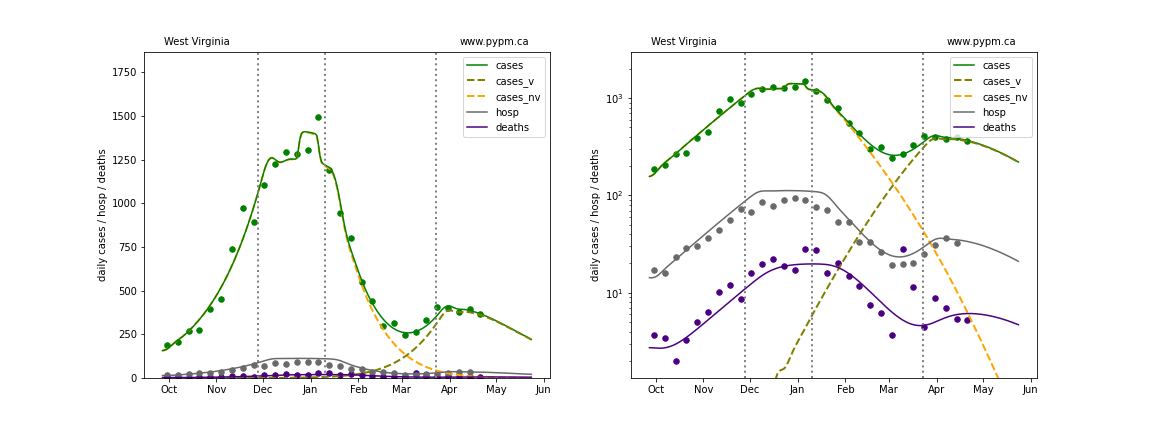 West Virginia
www.pypm.ca
cases
cases_v
cases_nv
hosp
deaths
daily cases / hosp / deaths
1750
1500
1250
1000
750
500
250
0
Oct
Nov
Dec
Jan
Feb
Mar
Apr
May
Jun
West Virginia
www.pypm.ca
cases
cases_v
cases_nv
hosp
deaths
daily cases / hosp / deaths
10³
10²
10¹
Oct
Nov
Dec
Jan
Feb
Mar
Apr
May
Jun